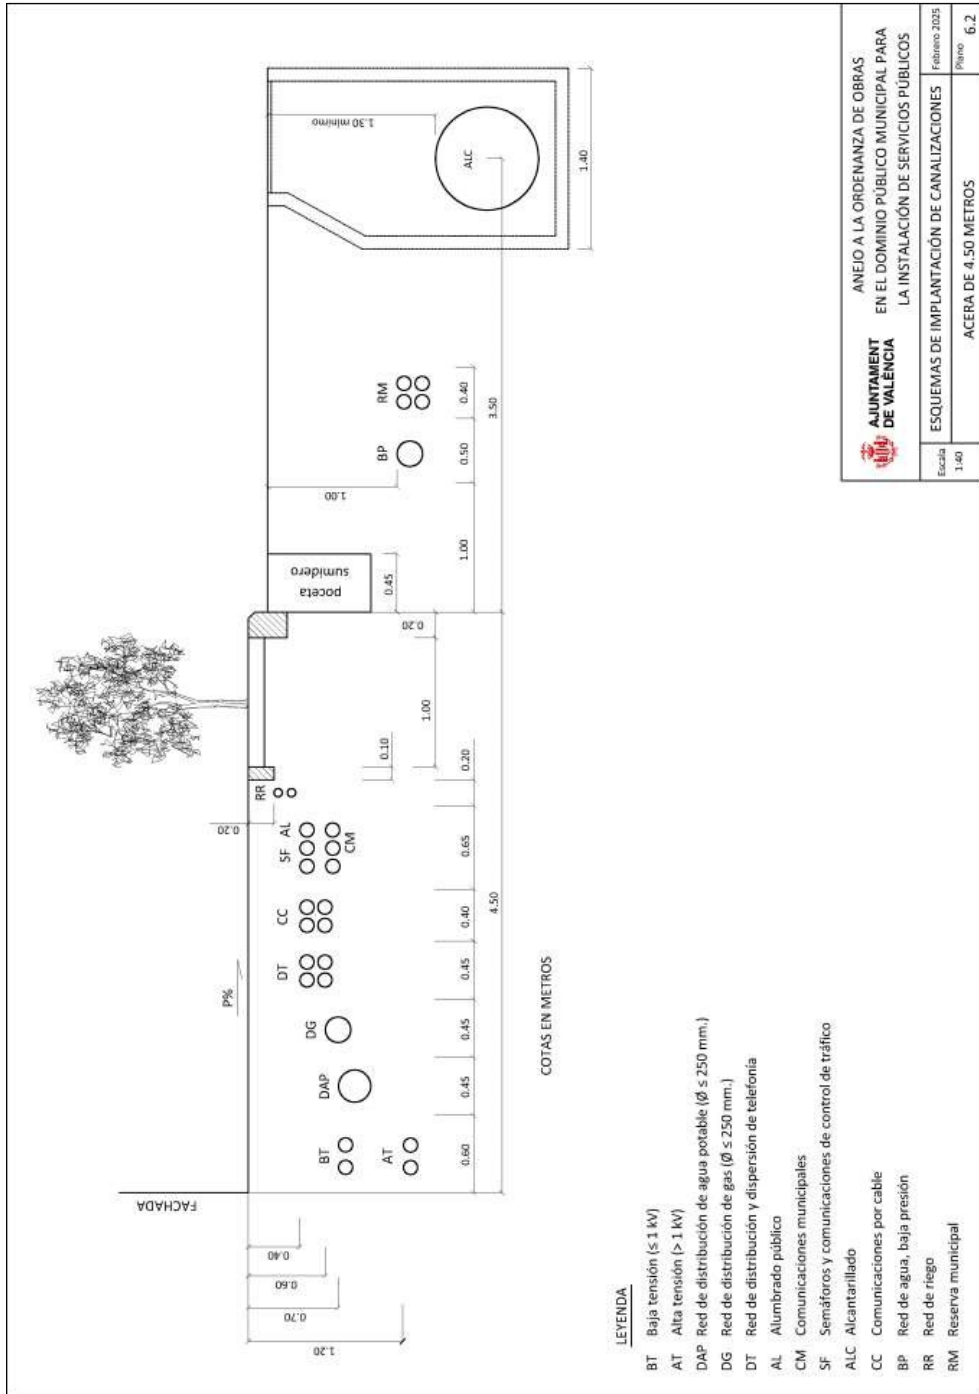 FACHADA
P%
0.40
0.60
0.70
1.20
0.20
BT
AT
DAP
DG
DT
CC
SF
AL
CM
RR
poceta
sumidero
BP
RM
ALC
1.00
1.30 mínimo
0.10
1.00
0.20
0.45
1.40
0.60
0.45
0.45
0.45
0.40
0.65
0.20
1.00
0.50
0.40
4.50
3.50
COTAS EN METROS
LEYENDA
BT Baja tensión (≤ 1 kV)
AT Alta tensión (> 1 kV)
DAP Red de distribución de agua potable (Ø ≤ 250 mm.)
DG Red de distribución de gas (Ø ≤ 250 mm.)
DT Red de distribución y dispersión de telefonía
AL Alumbrado público
CM Comunicaciones municipales
SF Semáforos y comunicaciones de control de tráfico
ALC Alcantarillado
CC Comunicaciones por cable
BP Red de agua, baja presión
RR Red de riego
RM Reserva municipal
AJUNTAMENT
DE VALÈNCIA
ANEJO A LA ORDENANZA DE OBRAS
EN EL DOMINIO PÚBLICO MUNICIPAL PARA
LA INSTALACIÓN DE SERVICIOS PÚBLICOS
Escala
1:40
ESQUEMAS DE IMPLANTACIÓN DE CANALIZACIONES
Febrero 2025
ACERA DE 4.50 METROS
Plano
6.2